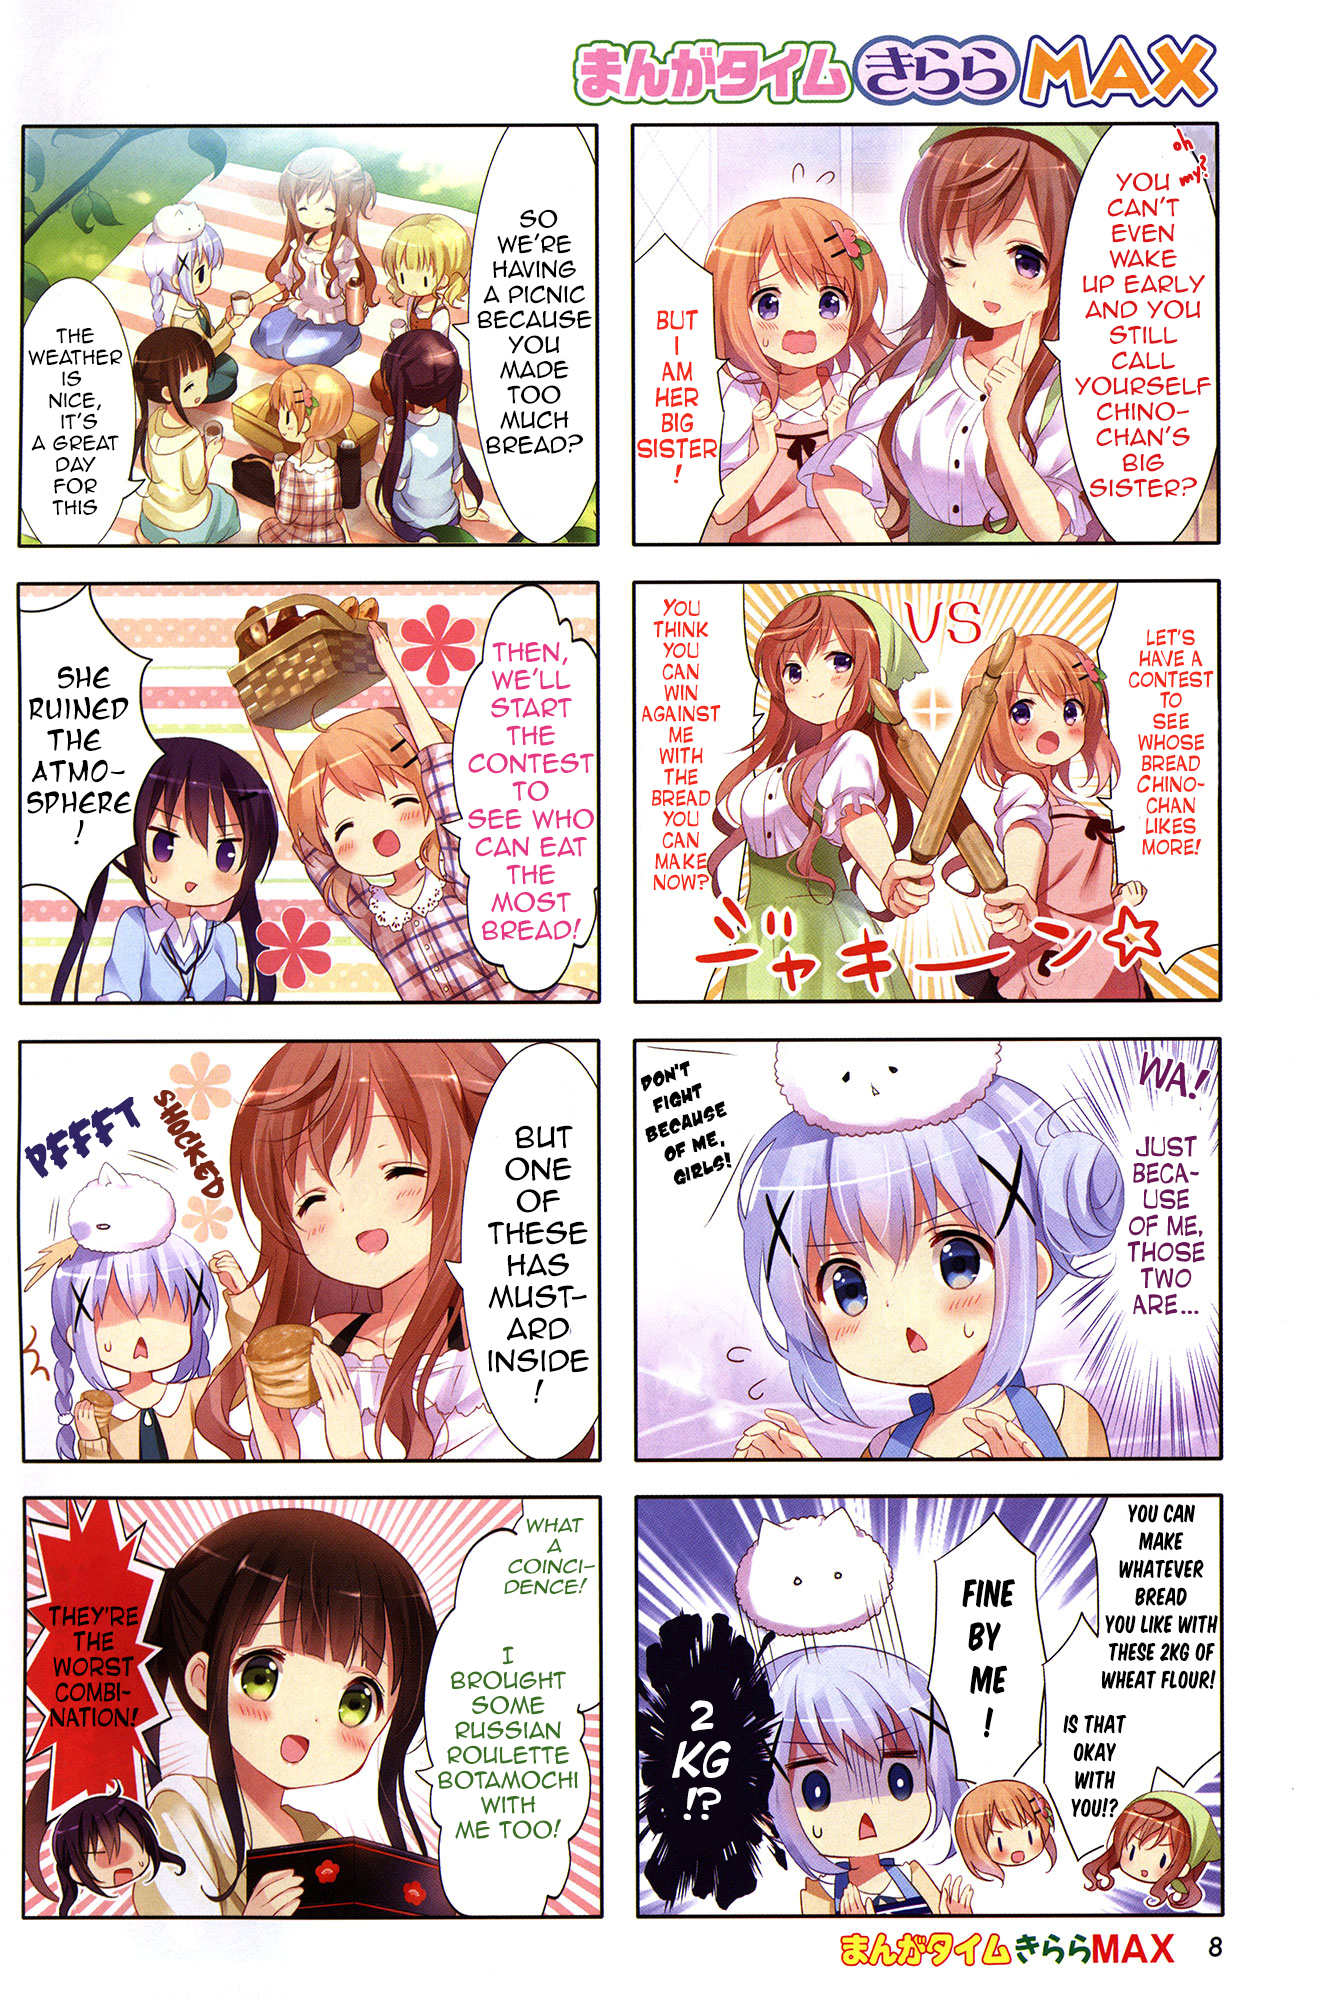 まんがタイムきららMAX
oh
my?
YOU
CAN'T
EVEN
WAKE
UP EARLY
AND YOU
STILL
CALL
YOURSELF
CHINO-
CHAN'S
BIG
SISTER?
BUT
I
AM
HER
BIG
SISTER
!
LET'S
HAVE A
CONTEST
TO
SEE
WHOSE
BREAD
CHINO-
CHAN
LIKES
MORE!
VS
YOU
THINK
YOU
CAN
WIN
AGAINST
ME
WITH
THE
BREAD
YOU
CAN
MAKE
NOW?
ジャキーン☆
WA!
JUST
BECA-
USE
OF ME,
THOSE
TWO
ARE...
DON'T
FIGHT
BECAUSE
OF ME,
GIRLS!
YOU CAN
MAKE
WHATEVER
BREAD
YOU LIKE WITH
THESE 2KG OF
WHEAT FLOUR!
IS THAT
OKAY
WITH
YOU!?
FINE
BY
ME
!
2
KG
!?
SO
WE'RE
HAVING
A PICNIC
BECAUSE
YOU
MADE
TOO
MUCH
BREAD?
THE
WEATHER
IS
NICE,
IT'S
A GREAT
DAY
FOR
THIS
THEN,
WE'LL
START
THE
CONTEST
TO
SEE WHO
CAN EAT
THE
MOST
BREAD!
SHE
RUINED
THE
ATMO-
SPHERE
!
BUT
ONE
OF
THESE
HAS
MUST-
ARD
INSIDE
!
SHOCKED
PFFFT
WHAT
A
COINCI-
DENCE!
I
BROUGHT
SOME
RUSSIAN
ROULETTE
BOTAMOCHI
WITH
ME TOO!
THEY'RE
THE
WORST
COMBI-
NATION!
まんがタイムきららMAX 8